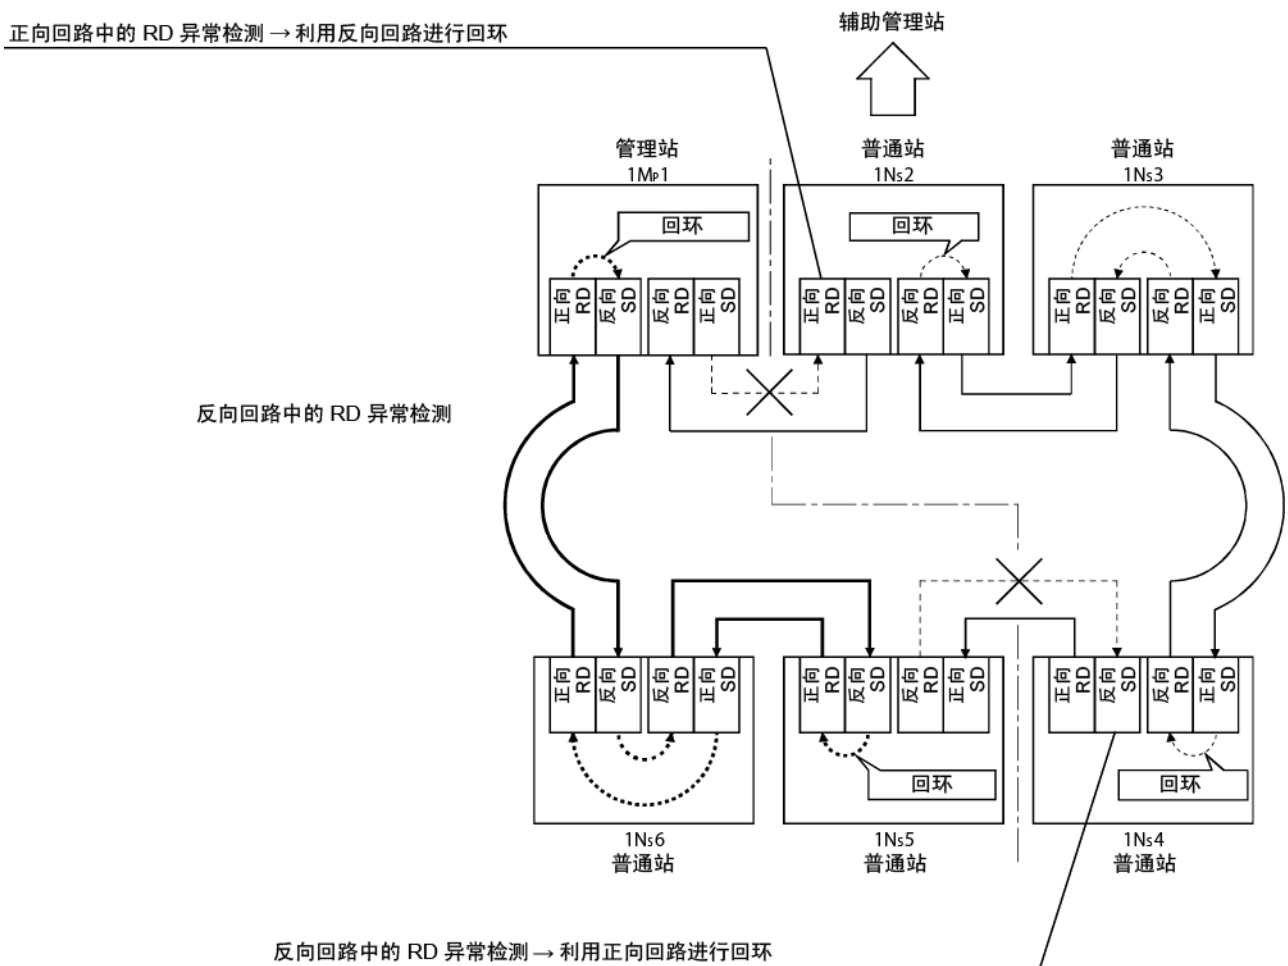 正向回路中的 RD 异常检测 → 利用反向回路进行回环
辅助管理站
管理站
1MP1
普通站
1Ns2
普通站
1Ns3
回环
回环
正向 RD
反向 SD
反向 RD
正向 SD
正向 RD
反向 SD
反向 RD
正向 SD
正向 RD
反向 SD
反向 RD
正向 SD
反向回路中的 RD 异常检测
正向 RD
反向 SD
反向 RD
正向 SD
正向 RD
反向 SD
反向 RD
正向 SD
正向 RD
反向 SD
反向 RD
正向 SD
回环
回环
1Ns6
普通站
1Ns5
普通站
1Ns4
普通站
反向回路中的 RD 异常检测 → 利用正向回路进行回环